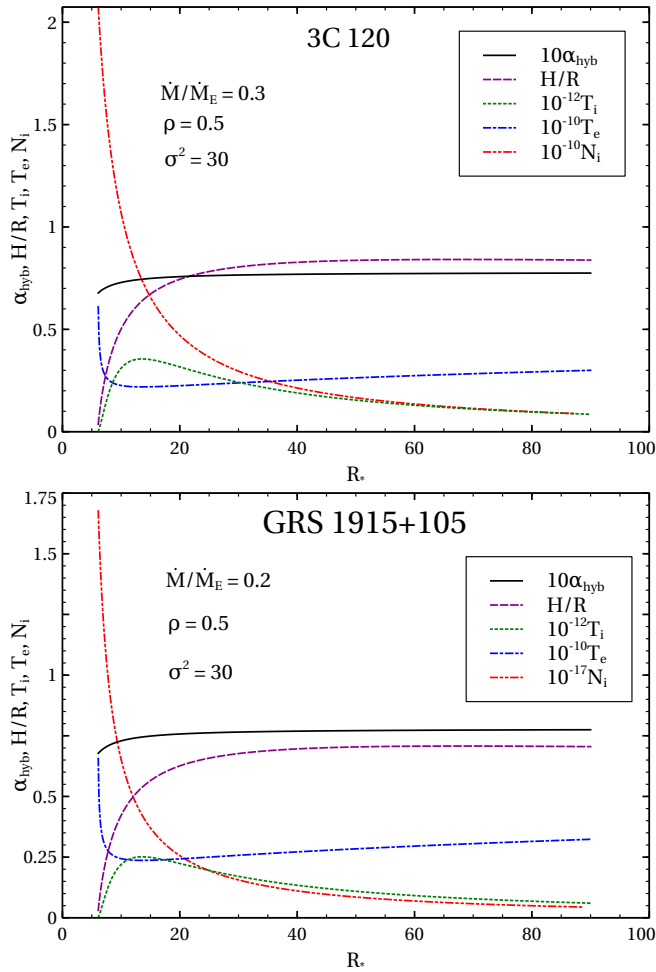 3C 120
Ṁ/Ṁ_E = 0.3
ρ = 0.5
σ² = 30
10α_hyb
H/R
10⁻¹²T_i
10⁻¹⁰T_e
10⁻¹⁰N_i
α_hyb, H/R, T_i, T_e, N_i
2
1.5
1
0.5
0
0 20 40 60 80 100
R_*
GRS 1915+105
Ṁ/Ṁ_E = 0.2
ρ = 0.5
σ² = 30
10α_hyb
H/R
10⁻¹²T_i
10⁻¹⁰T_e
10⁻¹⁷N_i
α_hyb, H/R, T_i, T_e, N_i
1.75
1.5
1
0.5
0.25
0
0 20 40 60 80 100
R_*